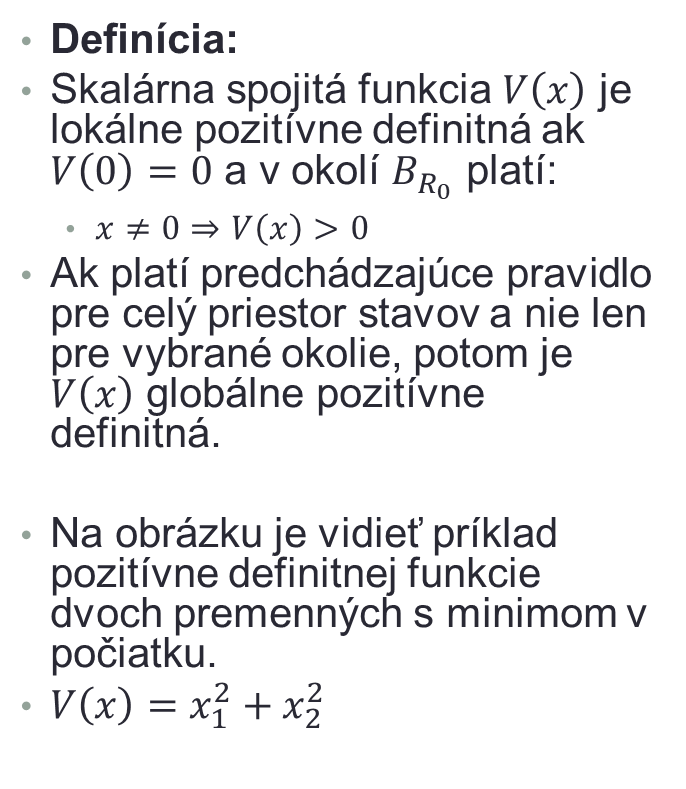 • Definícia:
• Skalárna spojitá funkcia V(x) je
lokálne pozitívne definitná ak
V(0) = 0 a v okolí B_{R_0} platí:
• x ≠ 0 ⇒ V(x) > 0
• Ak platí predchádzajúce pravidlo
pre celý priestor stavov a nie len
pre vybrané okolie, potom je
V(x) globálne pozitívne
definitná.
• Na obrázku je vidieť príklad
pozitívne definitnej funkcie
dvoch premenných s minimom v
počiatku.
• V(x) = x_1^2 + x_2^2